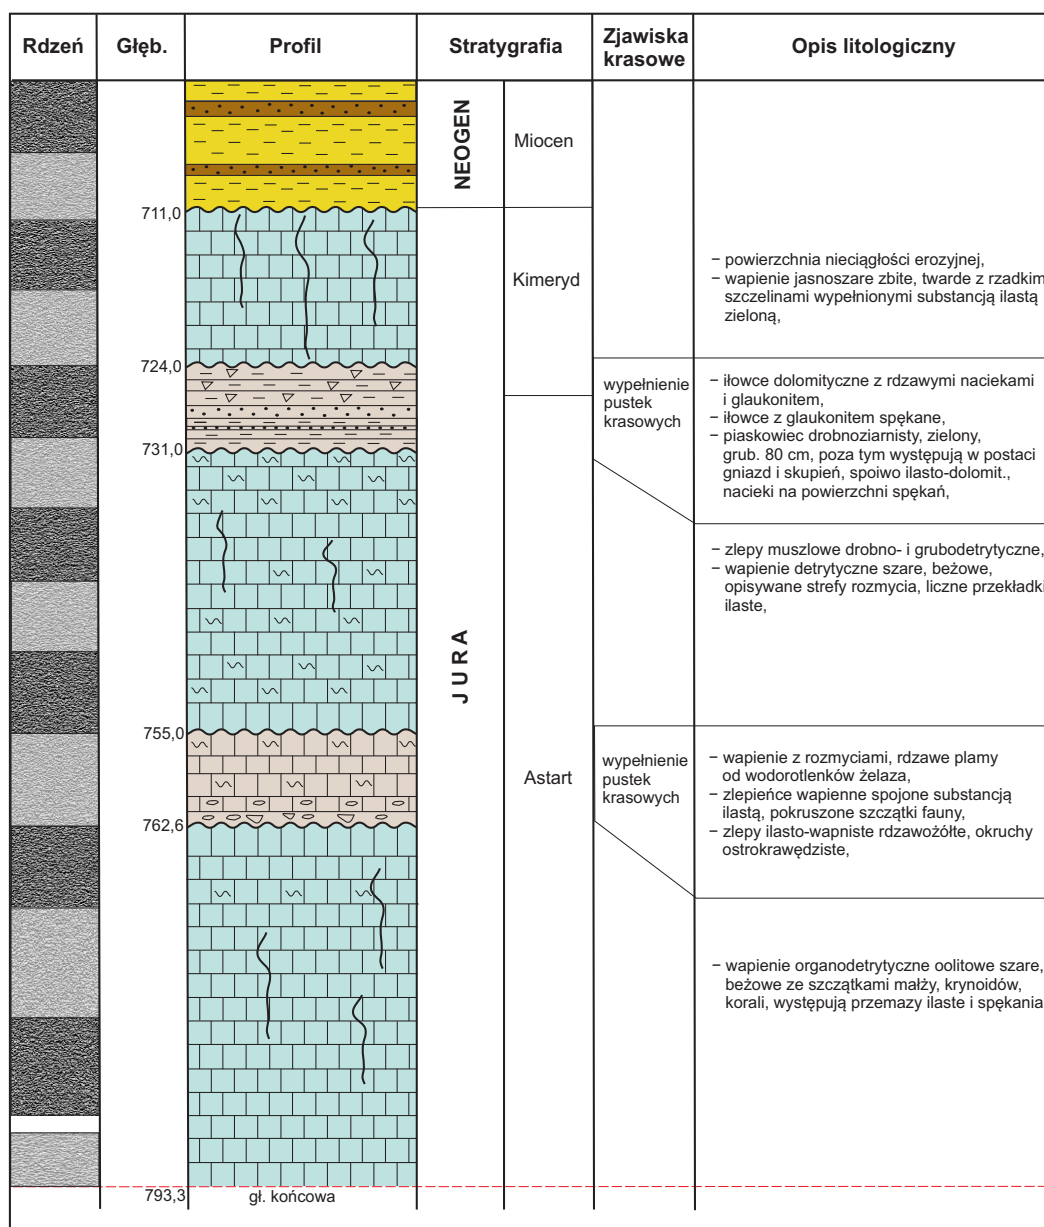 Rdzeń
Głęb.
Profil
Stratygrafia
Zjawiska
krasowe
Opis litologiczny
NEOGEN
Miocen
711,0
Kimeryd
– powierzchnia nieciągłości erozyjnej,
– wapienie jasnoszare zbite, twarde z rzadkim
szczelinami wypełnionymi substancją ilastą
zieloną,
724,0
wypełnienie
pustek
krasowych
– iłowce dolomityczne z rdzawymi naciekami
i glaukonitem,
– iłowce z glaukonitem spękane,
– piaskowiec drobnoziarnisty, zielony,
grub. 80 cm, poza tym występują w postaci
gniazd i skupień, spoiwo ilasto-dolomit.,
nacieki na powierzchni spękań,
731,0
– zlepy muszlowe drobno- i grubodetrytyczne,
– wapienie detrytyczne szare, beżowe,
opisywane strefy rozmycia, liczne przekładki
ilaste,
JURA
755,0
Astart
wypełnienie
pustek
krasowych
– wapienie z rozmyciami, rdzawe plamy
od wodorotlenków żelaza,
– zlepieńce wapienne spojone substancją
ilastą, pokruszone szczątki fauny,
– zlepy ilasto-wapniste rdzawożółte, okruchy
ostrokrawędziste,
762,6
– wapienie organodetrytyczne oolitowe szare,
beżowe ze szczątkami małży, krynoidów,
korali, występują przemazy ilaste i spękania
793,3
gł. końcowa